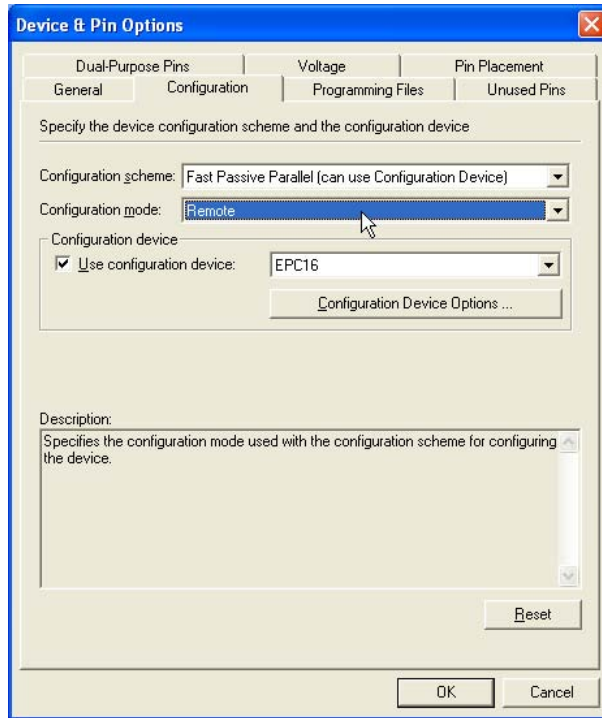 Device & Pin Options
Dual-Purpose Pins Voltage Pin Placement
General Configuration Programming Files Unused Pins
Specify the device configuration scheme and the configuration device
Configuration scheme: Fast Passive Parallel (can use Configuration Device)
Configuration mode: Remote
Configuration device
Use configuration device: EPC16
Configuration Device Options ...
Description:
Specifies the configuration mode used with the configuration scheme for configuring
the device.
Reset
OK Cancel